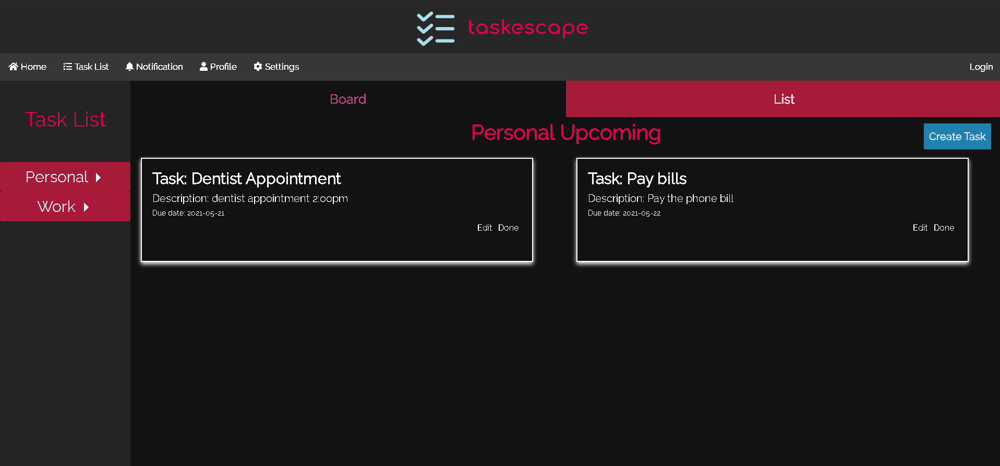 taskescape
Home Task List Notification Profile Settings Login
Task List
Personal
Work
Board List
Personal Upcoming
Create Task
Task: Dentist Appointment
Description: dentist appointment 2:00pm
Due date: 2021-05-21
Edit Done
Task: Pay bills
Description: Pay the phone bill
Due date: 2021-05-22
Edit Done